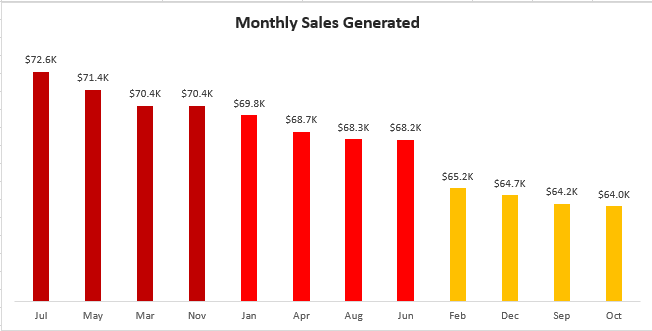 Monthly Sales Generated
$72.6K
$71.4K
$70.4K
$70.4K
$69.8K
$68.7K
$68.3K
$68.2K
$65.2K
$64.7K
$64.2K
$64.0K
Jul May Mar Nov Jan Apr Aug Jun Feb Dec Sep Oct